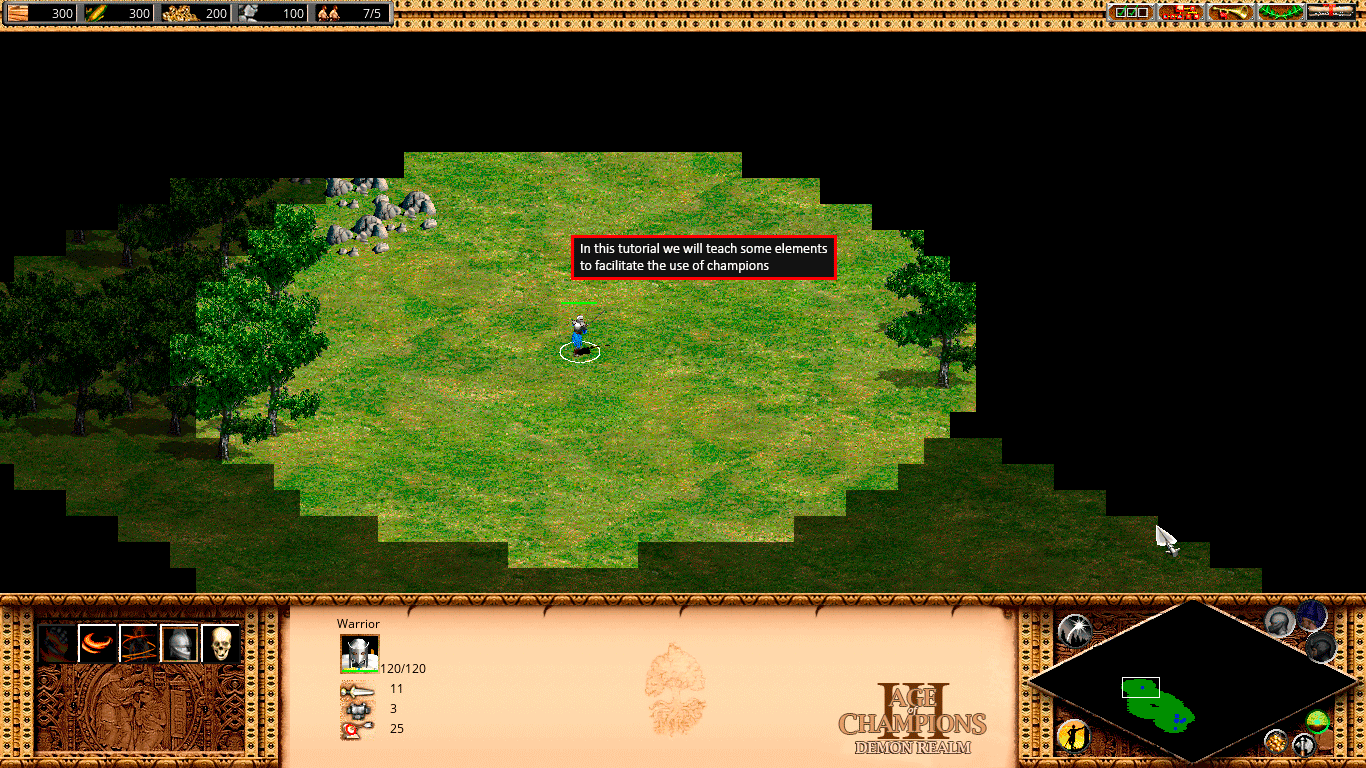 300
300
200
100
7/5
In this tutorial we will teach some elements
to facilitate the use of champions
Warrior
120/120
11
3
25
III
AGE
of
CHAMPIONS
DEMON REALM